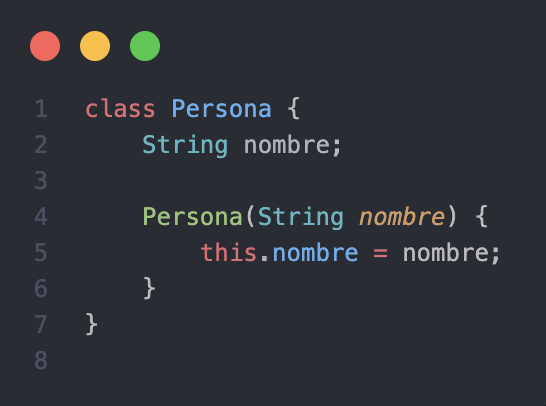 1 class Persona {
2     String nombre;
3
4     Persona(String nombre) {
5         this.nombre = nombre;
6     }
7 }
8